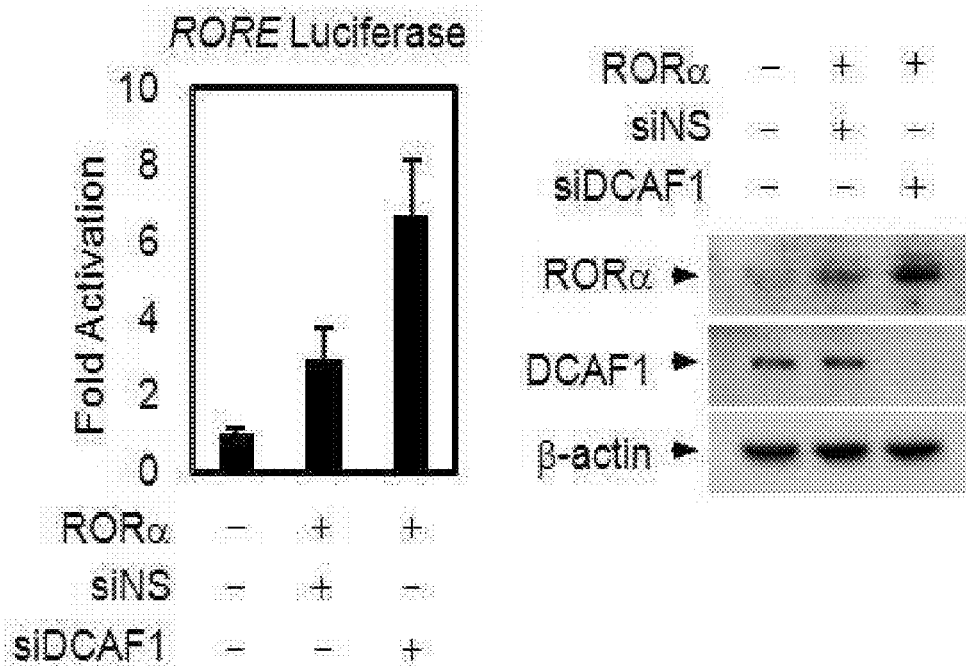 RORE Luciferase
Fold Activation
10
8
6
4
2
0
RORα − + +
siNS − + −
siDCAF1 − − +
RORα − + +
siNS − + −
siDCAF1 − − +
RORα
DCAF1
β-actin